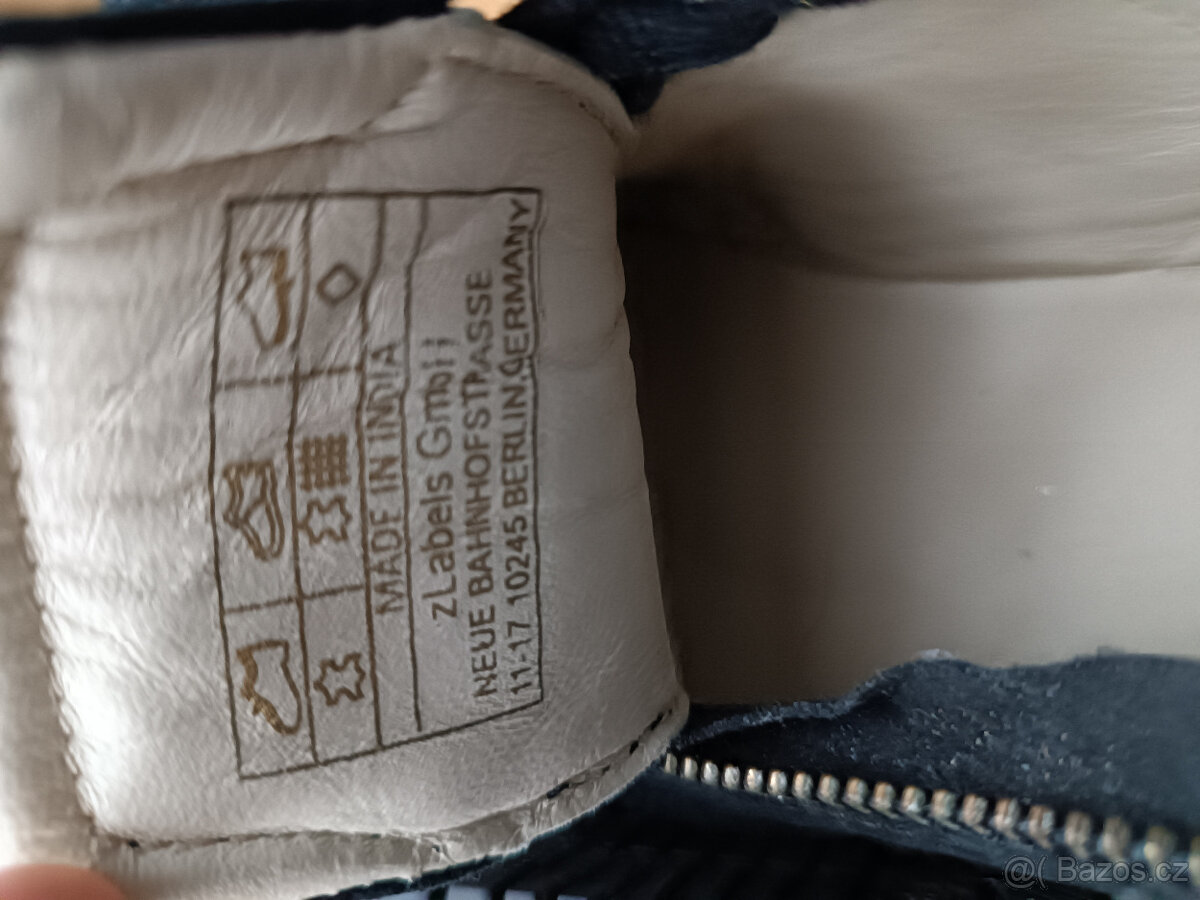 MADE IN INDIA
zLabels GmbH
NEUE BAHNHOFSTRASSE
11-17 10245 BERLIN,GERMANY
@( Bazos.cz